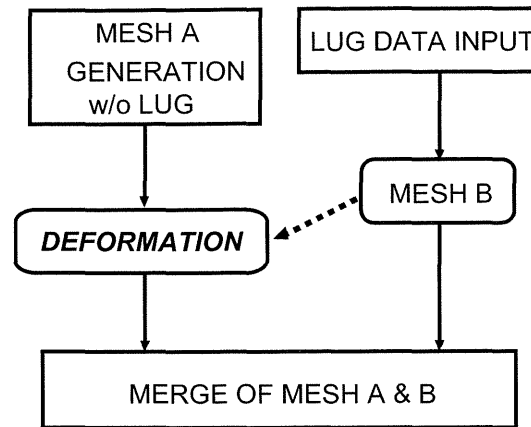 MESH A
GENERATION
w/o LUG
LUG DATA INPUT
MESH B
DEFORMATION
MERGE OF MESH A & B